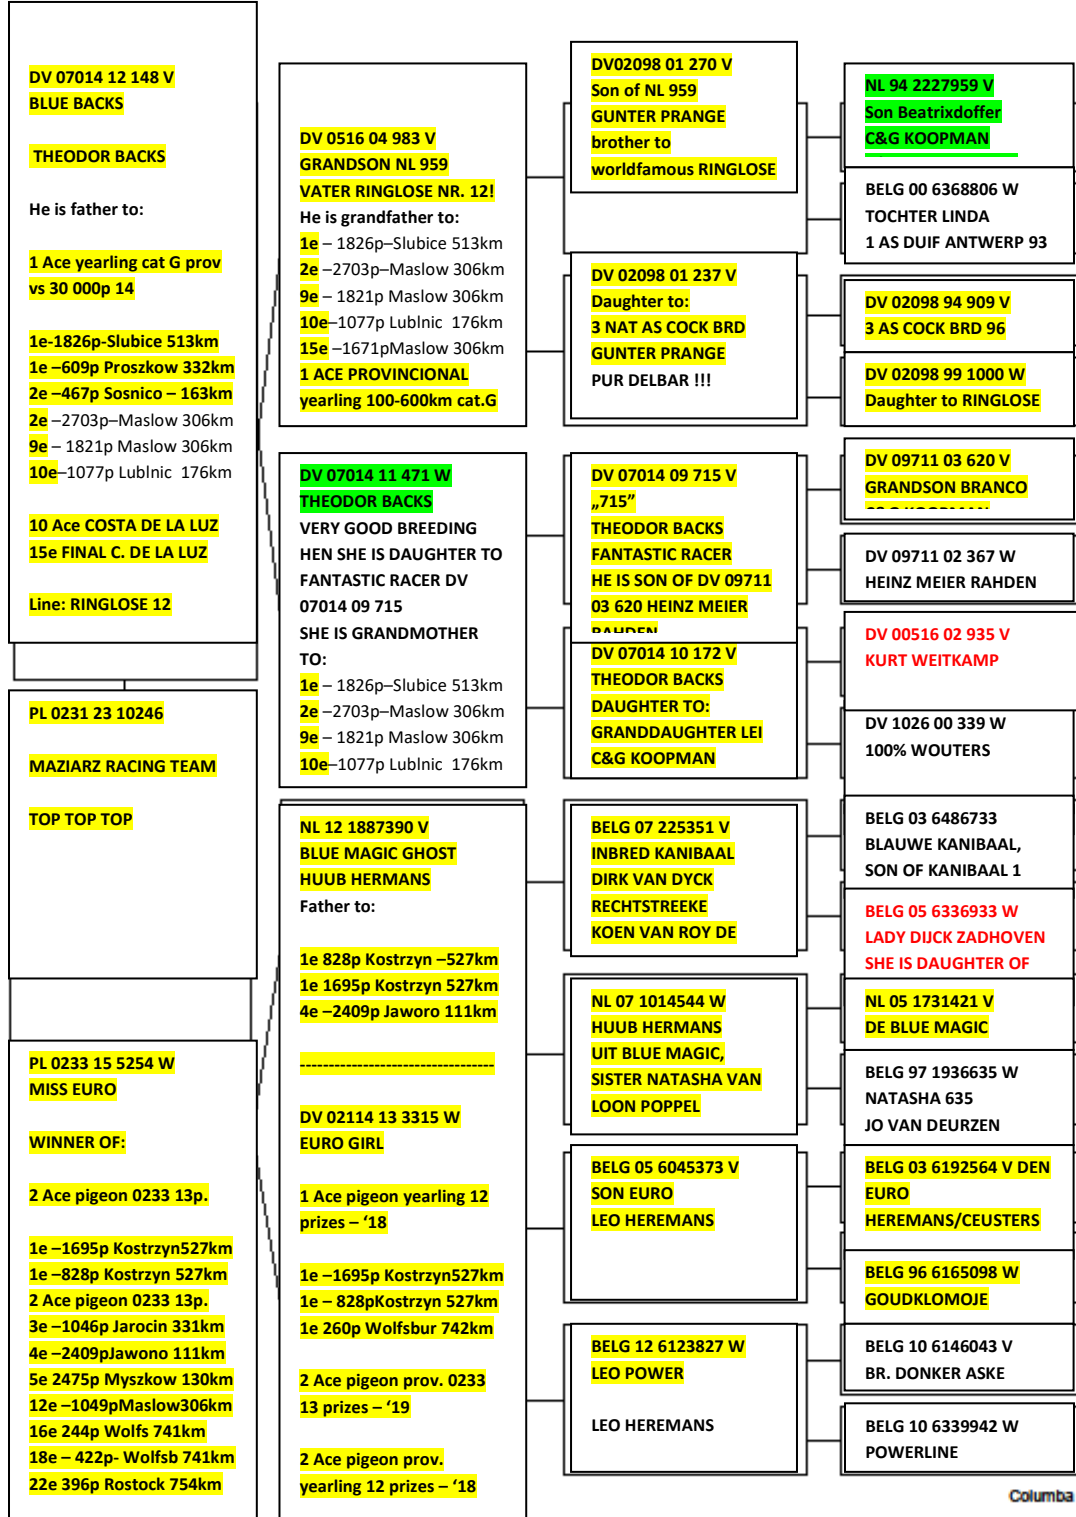 DV 07014 12 148 V
BLUE BACKS
THEODOR BACKS
He is father to:
1 Ace yearling cat G prov
vs 30 000p 14
1e-1826p-Slubice 513km
1e –609p Proszkow 332km
2e –467p Sosnico – 163km
2e –2703p–Maslow 306km
9e – 1821p Maslow 306km
10e–1077p Lublnic 176km
10 Ace COSTA DE LA LUZ
15e FINAL C. DE LA LUZ
Line: RINGLOSE 12
PL 0231 23 10246
MAZIARZ RACING TEAM
TOP TOP TOP
PL 0233 15 5254 W
MISS EURO
WINNER OF:
2 Ace pigeon 0233 13p.
1e –1695p Kostrzyn527km
1e –828p Kostrzyn 527km
2 Ace pigeon 0233 13p.
3e –1046p Jarocin 331km
4e –2409pJawono 111km
5e 2475p Myszkow 130km
12e –1049pMaslow306km
16e 244p Wolfs 741km
18e – 422p- Wolfsb 741km
22e 396p Rostock 754km
DV 0516 04 983 V
GRANDSON NL 959
VATER RINGLOSE NR. 12!
He is grandfather to:
1e – 1826p–Slubice 513km
2e –2703p–Maslow 306km
9e – 1821p Maslow 306km
10e–1077p Lublnic 176km
15e –1671pMaslow 306km
1 ACE PROVINCIONAL
yearling 100-600km cat.G
DV 07014 11 471 W
THEODOR BACKS
VERY GOOD BREEDING
HEN SHE IS DAUGHTER TO
FANTASTIC RACER DV
07014 09 715
SHE IS GRANDMOTHER
TO:
1e – 1826p–Slubice 513km
2e –2703p–Maslow 306km
9e – 1821p Maslow 306km
10e–1077p Lublnic 176km
NL 12 1887390 V
BLUE MAGIC GHOST
HUUB HERMANS
Father to:
1e 828p Kostrzyn –527km
1e 1695p Kostrzyn 527km
4e –2409p Jaworo 111km
----------------------------------
DV 02114 13 3315 W
EURO GIRL
1 Ace pigeon yearling 12
prizes – ‘18
1e –1695p Kostrzyn527km
1e – 828pKostrzyn 527km
1e 260p Wolfsbur 742km
2 Ace pigeon prov. 0233
13 prizes – ‘19
2 Ace pigeon prov.
yearling 12 prizes – ‘18
DV02098 01 270 V
Son of NL 959
GUNTER PRANGE
brother to
worldfamous RINGLOSE
DV 02098 01 237 V
Daughter to:
3 NAT AS COCK BRD
GUNTER PRANGE
PUR DELBAR !!!
DV 07014 09 715 V
„715”
THEODOR BACKS
FANTASTIC RACER
HE IS SON OF DV 09711
03 620 HEINZ MEIER
RAHDEN
DV 07014 10 172 V
THEODOR BACKS
DAUGHTER TO:
GRANDDAUGHTER LEI
C&G KOOPMAN
BELG 07 225351 V
INBRED KANIBAAL
DIRK VAN DYCK
RECHTSTREEKE
KOEN VAN ROY DE
NL 07 1014544 W
HUUB HERMANS
UIT BLUE MAGIC,
SISTER NATASHA VAN
LOON POPPEL
BELG 05 6045373 V
SON EURO
LEO HEREMANS
BELG 12 6123827 W
LEO POWER
LEO HEREMANS
NL 94 2227959 V
Son Beatrixdoffer
C&G KOOPMAN
BELG 00 6368806 W
TOCHTER LINDA
1 AS DUIF ANTWERP 93
DV 02098 94 909 V
3 AS COCK BRD 96
DV 02098 99 1000 W
Daughter to RINGLOSE
DV 09711 03 620 V
GRANDSON BRANCO
C&G KOOPMAN
DV 09711 02 367 W
HEINZ MEIER RAHDEN
DV 00516 02 935 V
KURT WEITKAMP
DV 1026 00 339 W
100% WOUTERS
BELG 03 6486733
BLAUWE KANIBAAL,
SON OF KANIBAAL 1
BELG 05 6336933 W
LADY DIJCK ZADHOVEN
SHE IS DAUGHTER OF
NL 05 1731421 V
DE BLUE MAGIC
BELG 97 1936635 W
NATASHA 635
JO VAN DEURZEN
BELG 03 6192564 V DEN
EURO
HEREMANS/CEUSTERS
BELG 96 6165098 W
GOUDKLOMOJE
BELG 10 6146043 V
BR. DONKER ASKE
BELG 10 6339942 W
POWERLINE
Columba